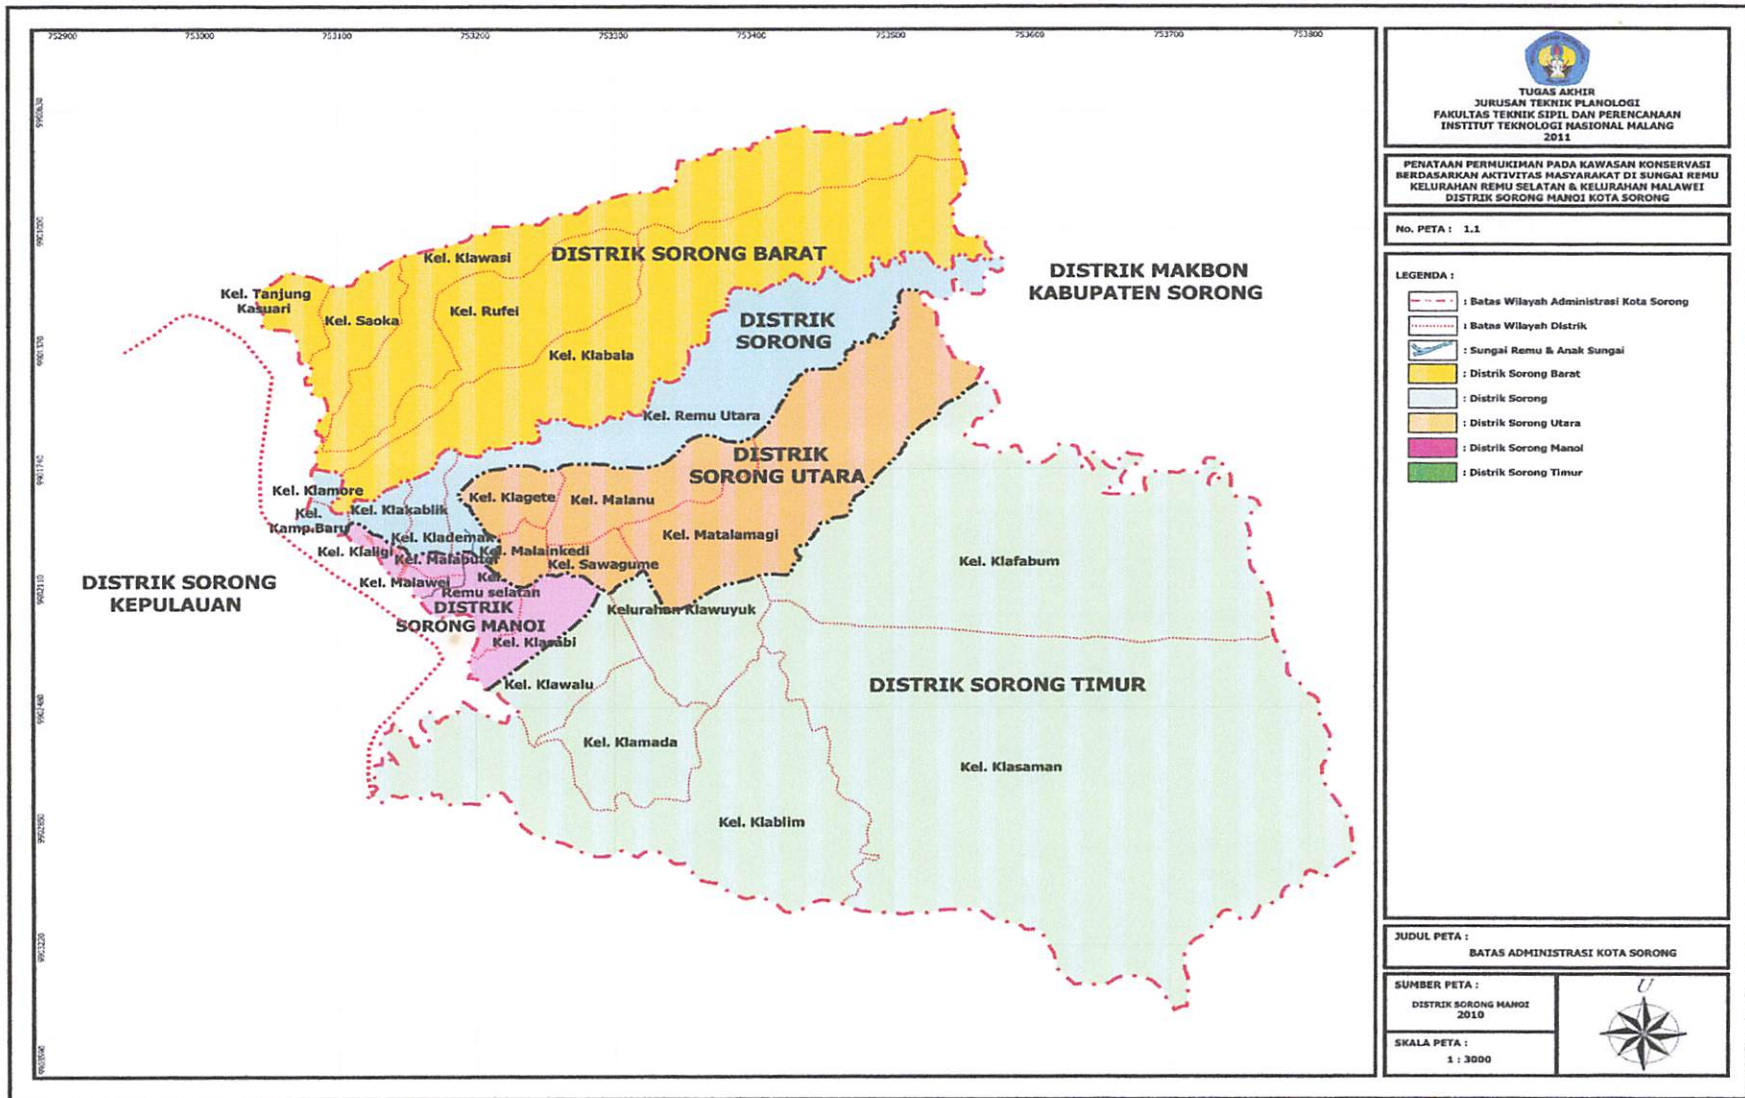 752900 753000 753100 753200 753300 753400 753500 753600 753700 753800
DISTRIK SORONG BARAT
Kel. Klawasi
Kel. Tanjung
Kasuari
Kel. Saoka
Kel. Rufei
Kel. Klabala
DISTRIK MAKBON
KABUPATEN SORONG
DISTRIK
SORONG
Kel. Remu Utara
DISTRIK
SORONG UTARA
Kel. Klamore
Kel.
Kamp.Baru
Kel. Klakablik
Kel. Klademak
Kel. Klagete
Kel. Malanu
Kel. Matalamagi
Kel. Malainkedi
Kel. Sawagume
Kel. Klaligi
Kel. Malabutor
Kel. Malawei
Kel.
Remu selatan
DISTRIK
SORONG MANOI
Kel. Klasabi
DISTRIK SORONG
KEPULAUAN
Kelurahan Klawuyuk
Kel. Klafabum
Kel. Klawalu
DISTRIK SORONG TIMUR
Kel. Klamada
Kel. Klasaman
Kel. Klablim
9901000
9901740
9902110
9902480
9902850
9903220
TUGAS AKHIR
JURUSAN TEKNIK PLANOLOGI
FAKULTAS TEKNIK SIPIL DAN PERENCANAAN
INSTITUT TEKNOLOGI NASIONAL MALANG
2011
PENATAAN PERMUKIMAN PADA KAWASAN KONSERVASI
BERDASARKAN AKTIVITAS MASYARAKAT DI SUNGAI REMU
KELURAHAN REMU SELATAN & KELURAHAN MALAWEI
DISTRIK SORONG MANOI KOTA SORONG
No. PETA : 1.1
LEGENDA :
: Batas Wilayah Administrasi Kota Sorong
: Batas Wilayah Distrik
: Sungai Remu & Anak Sungai
: Distrik Sorong Barat
: Distrik Sorong
: Distrik Sorong Utara
: Distrik Sorong Manoi
: Distrik Sorong Timur
JUDUL PETA :
BATAS ADMINISTRASI KOTA SORONG
SUMBER PETA :
DISTRIK SORONG MANOI
2010
SKALA PETA :
1 : 3000
U